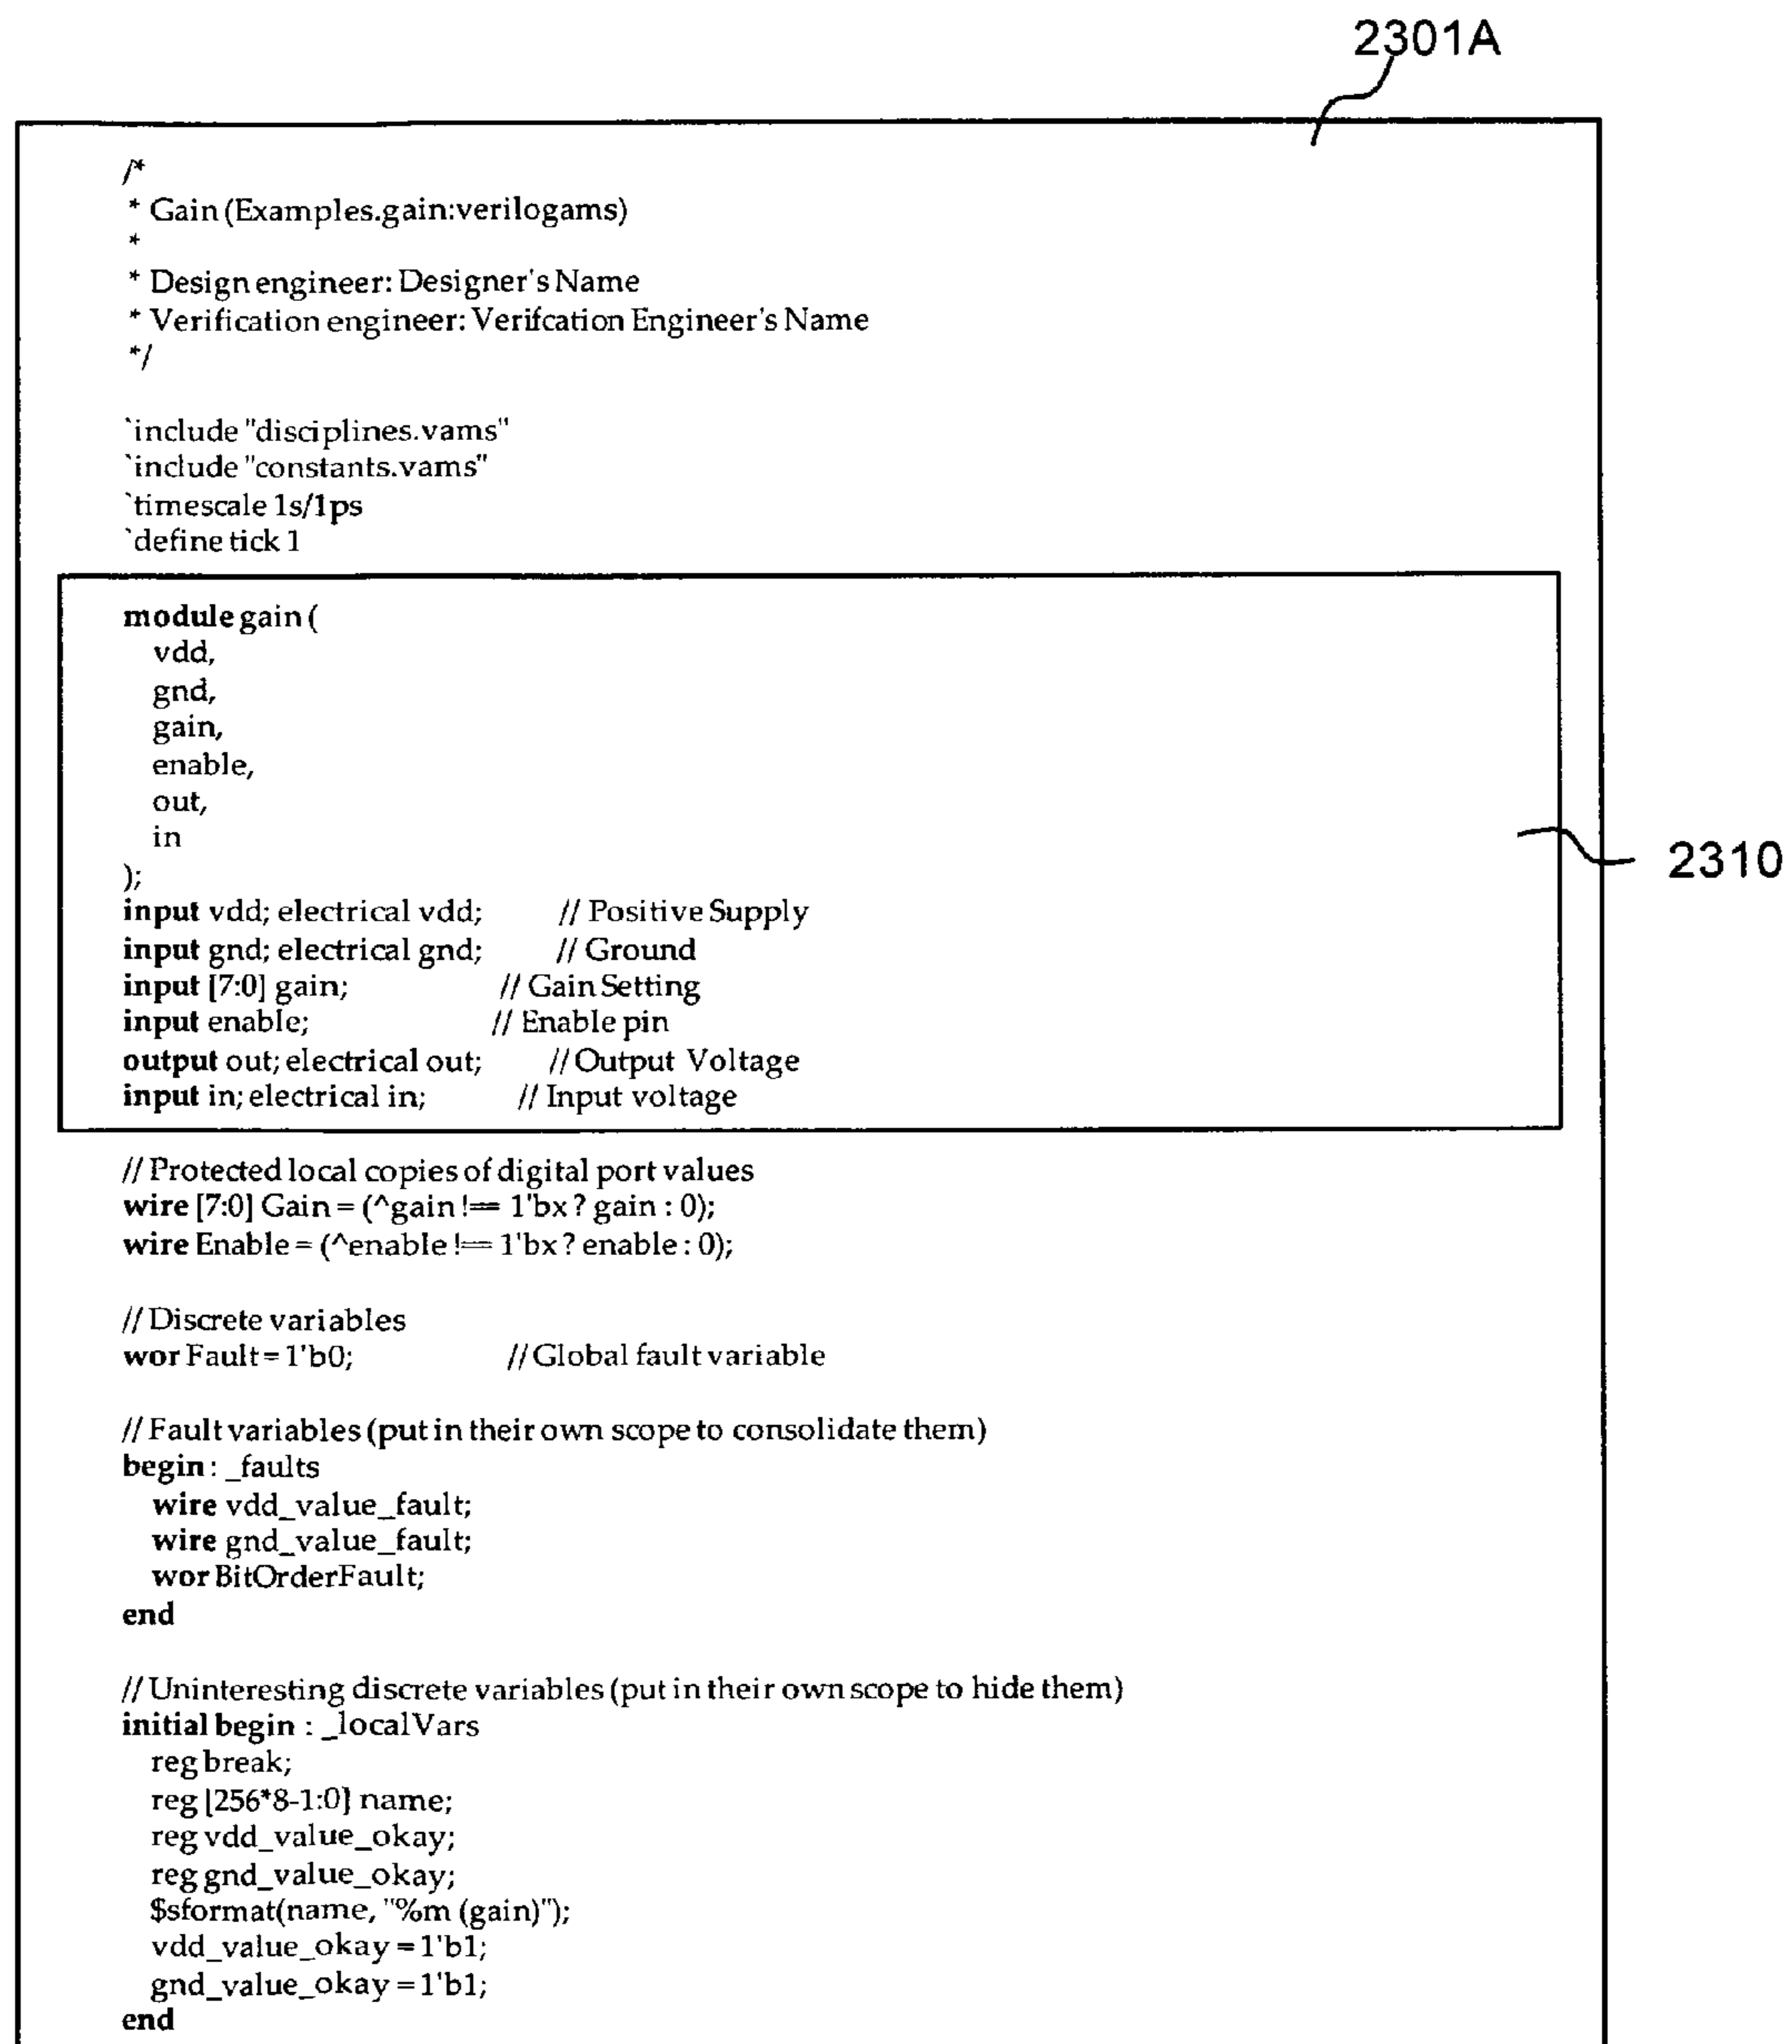 2301A
/*
* Gain (Examples.gain:verilogams)
*
* Design engineer: Designer's Name
* Verification engineer: Verifcation Engineer's Name
*/
`include "disciplines.vams"
`include "constants.vams"
`timescale 1s/1ps
`define tick 1
module gain (
vdd,
gnd,
gain,
enable,
out,
in
);
2310
input vdd; electrical vdd; // Positive Supply
input gnd; electrical gnd; // Ground
input [7:0] gain; // Gain Setting
input enable; // Enable pin
output out; electrical out; // Output Voltage
input in; electrical in; // Input voltage
// Protected local copies of digital port values
wire [7:0] Gain = (^gain !== 1'bx ? gain : 0);
wire Enable = (^enable !== 1'bx ? enable : 0);
// Discrete variables
wor Fault = 1'b0; // Global fault variable
// Fault variables (put in their own scope to consolidate them)
begin : _faults
wire vdd_value_fault;
wire gnd_value_fault;
wor BitOrderFault;
end
// Uninteresting discrete variables (put in their own scope to hide them)
initial begin : _localVars
reg break;
reg [256*8-1:0] name;
reg vdd_value_okay;
reg gnd_value_okay;
$sformat(name, "%m (gain)");
vdd_value_okay = 1'b1;
gnd_value_okay = 1'b1;
end